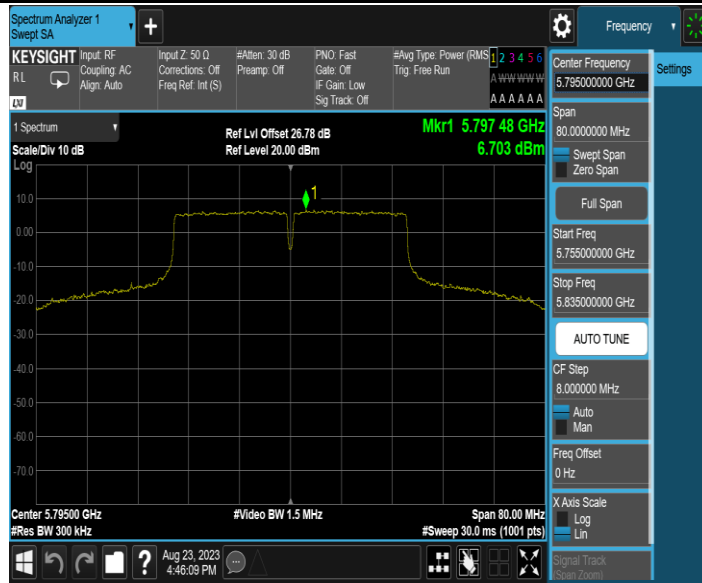 Spectrum Analyzer 1
Swept SA
+
Frequency
KEYSIGHT
RL
LXI
Input: RF
Coupling: AC
Align: Auto
Input Z: 50 Ω
Corrections: Off
Freq Ref: Int (S)
#Atten: 30 dB
Preamp: Off
PNO: Fast
Gate: Off
IF Gain: Low
Sig Track: Off
#Avg Type: Power (RMS
Trig: Free Run
1 2 3 4 5 6
A W W W W W
A A A A A A
Center Frequency
5.795000000 GHz
Settings
Span
80.0000000 MHz
Swept Span
Zero Span
Full Span
Start Freq
5.755000000 GHz
Stop Freq
5.835000000 GHz
AUTO TUNE
CF Step
8.000000 MHz
Auto
Man
Freq Offset
0 Hz
X Axis Scale
Log
Lin
Signal Track
(Span Zoom)
1 Spectrum
Scale/Div 10 dB
Log
Ref Lvl Offset 26.78 dB
Ref Level 20.00 dBm
Mkr1 5.797 48 GHz
6.703 dBm
1
10.0
0.00
-10.0
-20.0
-30.0
-40.0
-50.0
-60.0
-70.0
Center 5.79500 GHz
#Res BW 300 kHz
#Video BW 1.5 MHz
Span 80.00 MHz
#Sweep 30.0 ms (1001 pts)
?
Aug 23, 2023
4:46:09 PM